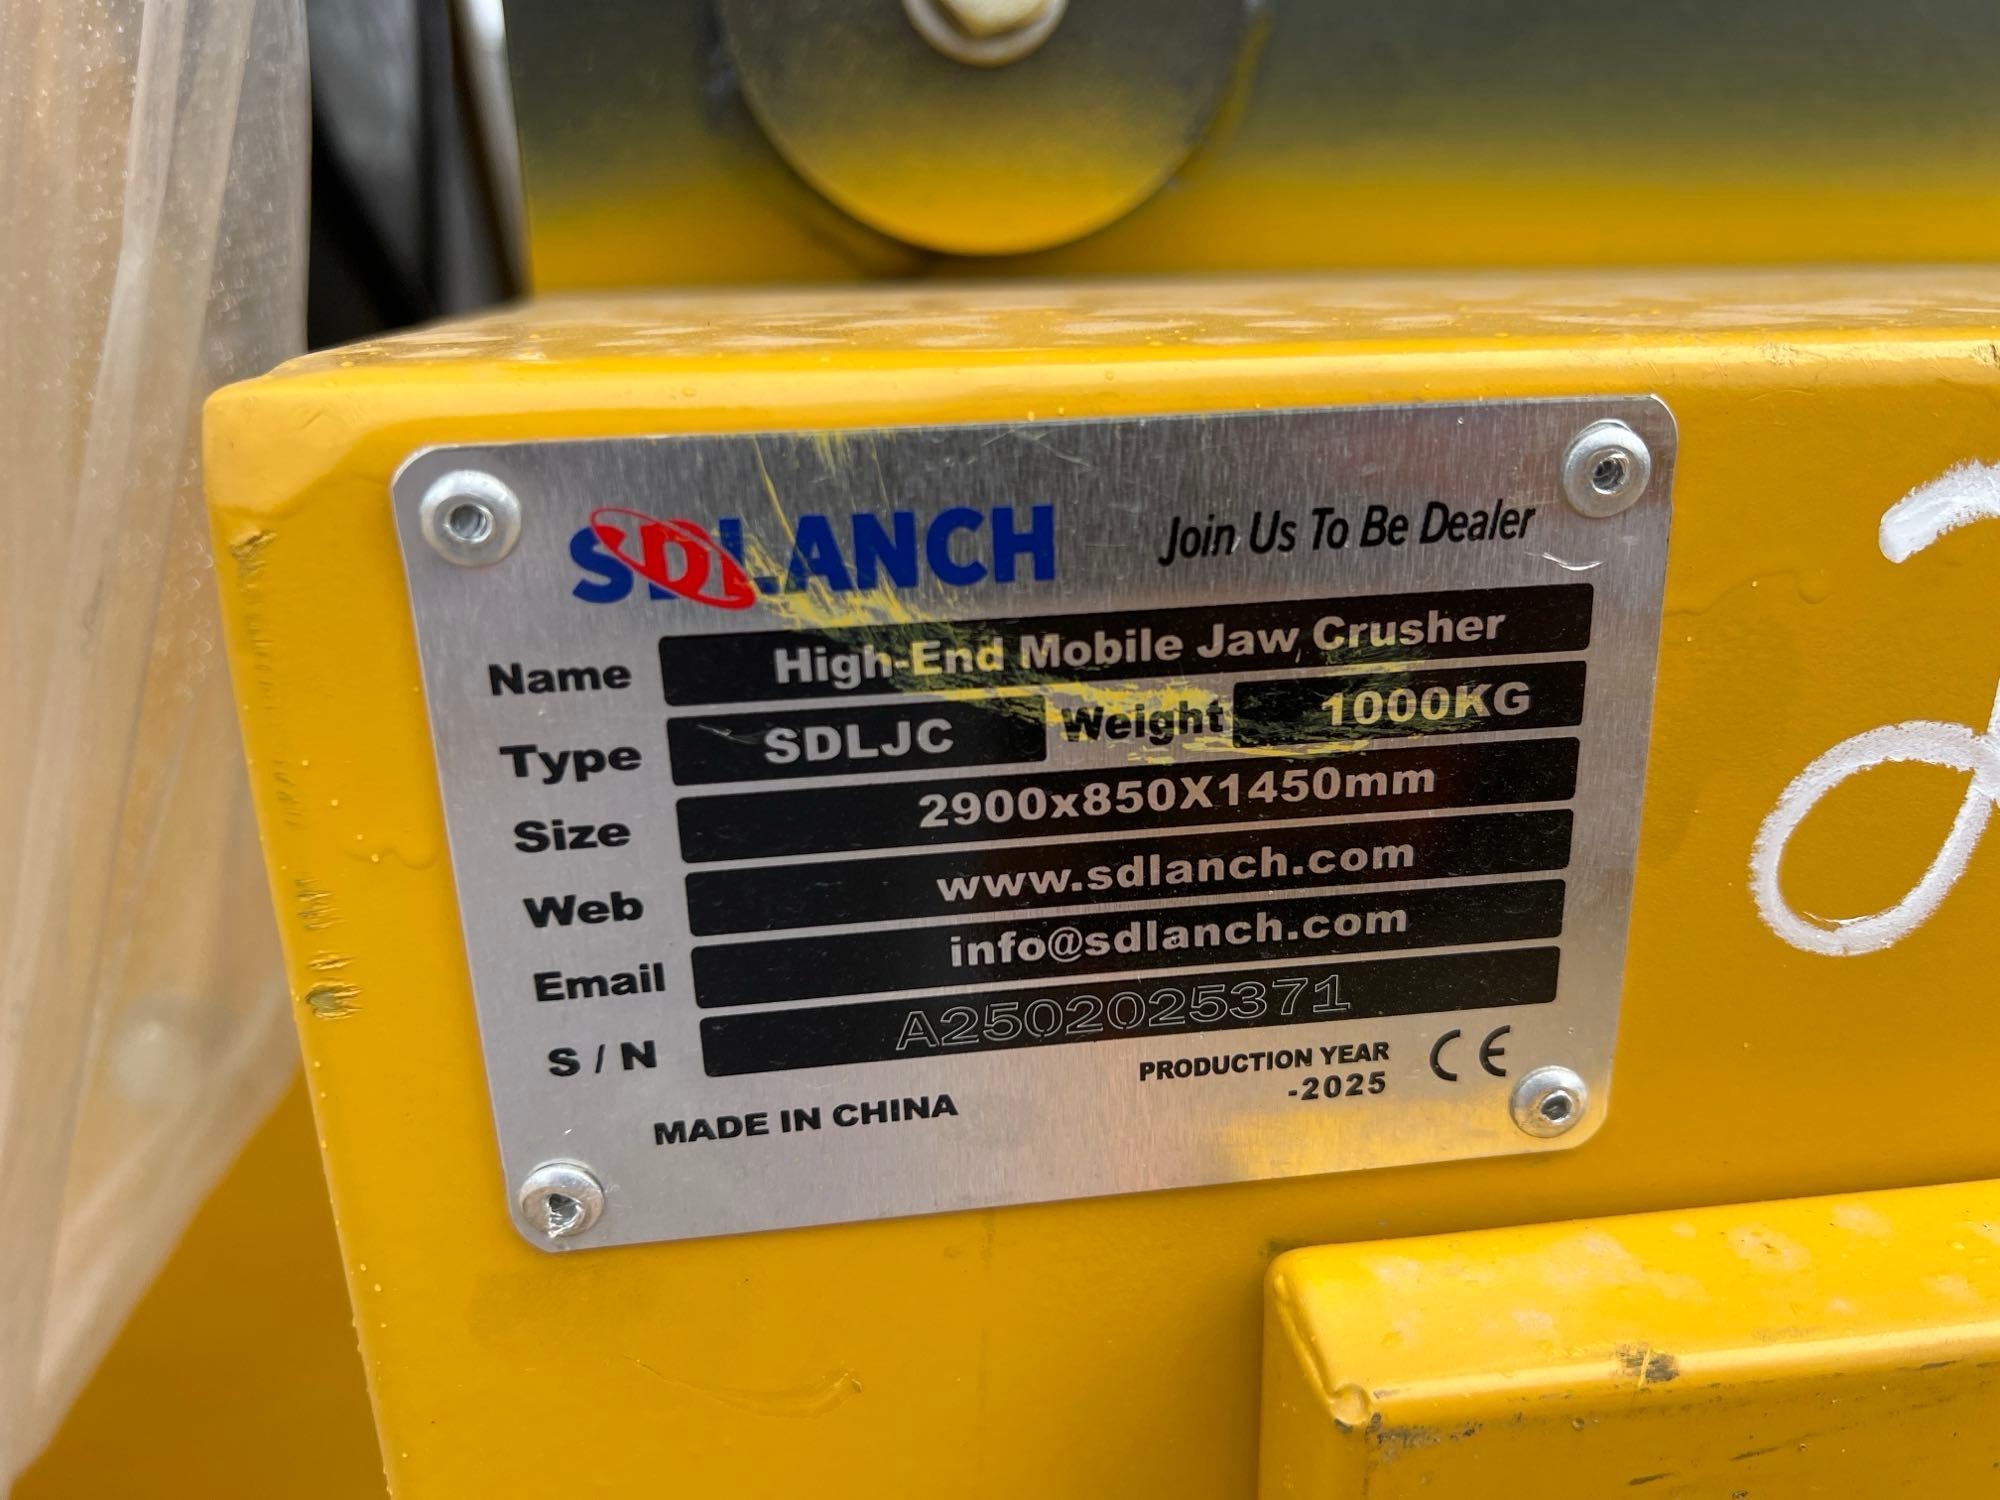 SDLANCH Join Us To Be Dealer
Name High-End Mobile Jaw Crusher
Type SDLJC Weight 1000KG
Size 2900x850X1450mm
Web www.sdlanch.com
Email info@sdlanch.com
S / N A2502025371
PRODUCTION YEAR CE
-2025
MADE IN CHINA